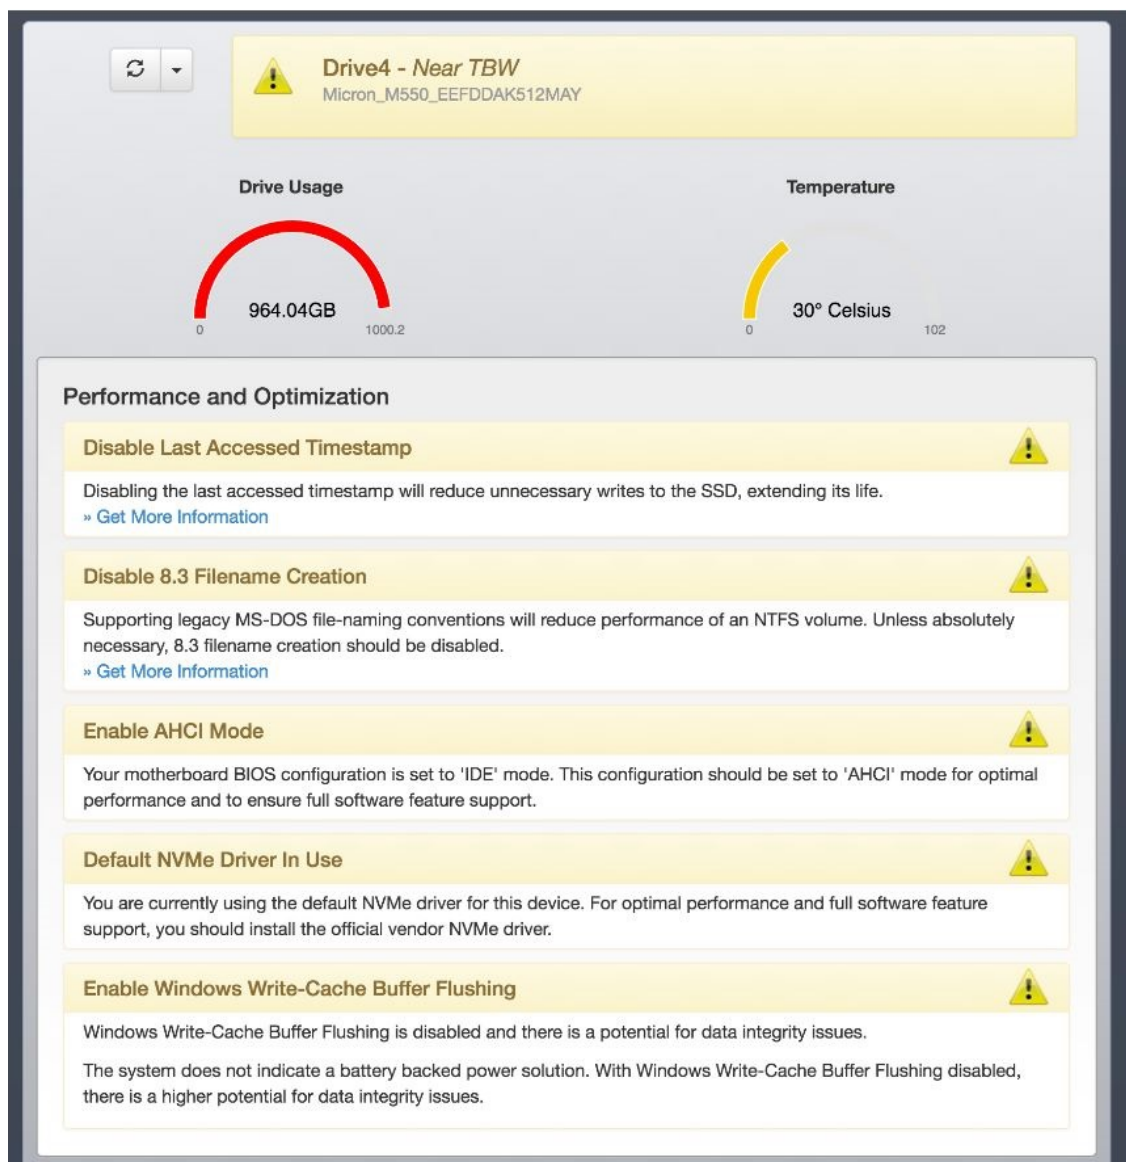 Drive4 - Near TBW
Micron_M550_EEFDDAK512MAY
Drive Usage
Temperature
964.04GB
0
1000.2
30° Celsius
0
102
Performance and Optimization
Disable Last Accessed Timestamp
Disabling the last accessed timestamp will reduce unnecessary writes to the SSD, extending its life.
» Get More Information
Disable 8.3 Filename Creation
Supporting legacy MS-DOS file-naming conventions will reduce performance of an NTFS volume. Unless absolutely
necessary, 8.3 filename creation should be disabled.
» Get More Information
Enable AHCI Mode
Your motherboard BIOS configuration is set to 'IDE' mode. This configuration should be set to 'AHCI' mode for optimal
performance and to ensure full software feature support.
Default NVMe Driver In Use
You are currently using the default NVMe driver for this device. For optimal performance and full software feature
support, you should install the official vendor NVMe driver.
Enable Windows Write-Cache Buffer Flushing
Windows Write-Cache Buffer Flushing is disabled and there is a potential for data integrity issues.
The system does not indicate a battery backed power solution. With Windows Write-Cache Buffer Flushing disabled,
there is a higher potential for data integrity issues.